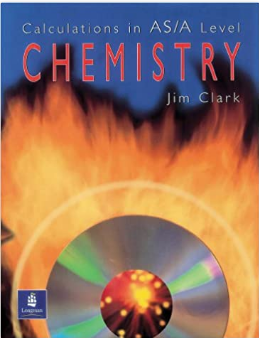 Calculations in AS/A Level
CHEMISTRY
Jim Clark
Longman